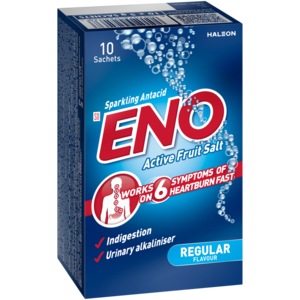 HALEON
10
Sachets
Sparkling Antacid
ENO
Active Fruit Salt
WORKS ON 6 SYMPTOMS OF HEARTBURN FAST
✓ Indigestion
✓ Urinary alkaliniser
REGULAR
FLAVOUR